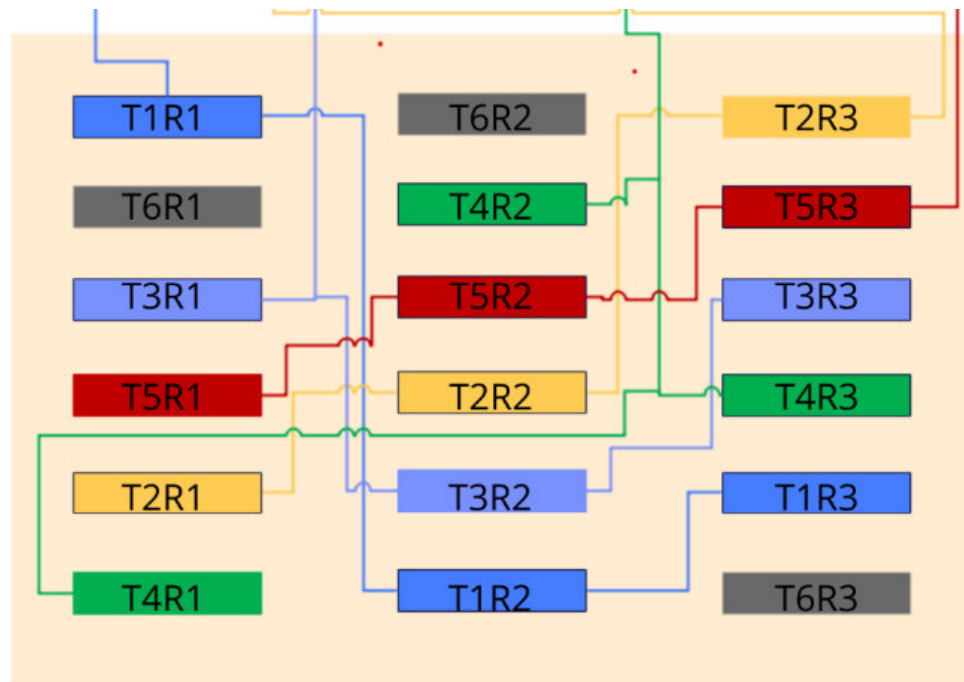 T1R1
T6R2
T2R3
T6R1
T4R2
T5R3
T3R1
T5R2
T3R3
T5R1
T2R2
T4R3
T2R1
T3R2
T1R3
T4R1
T1R2
T6R3